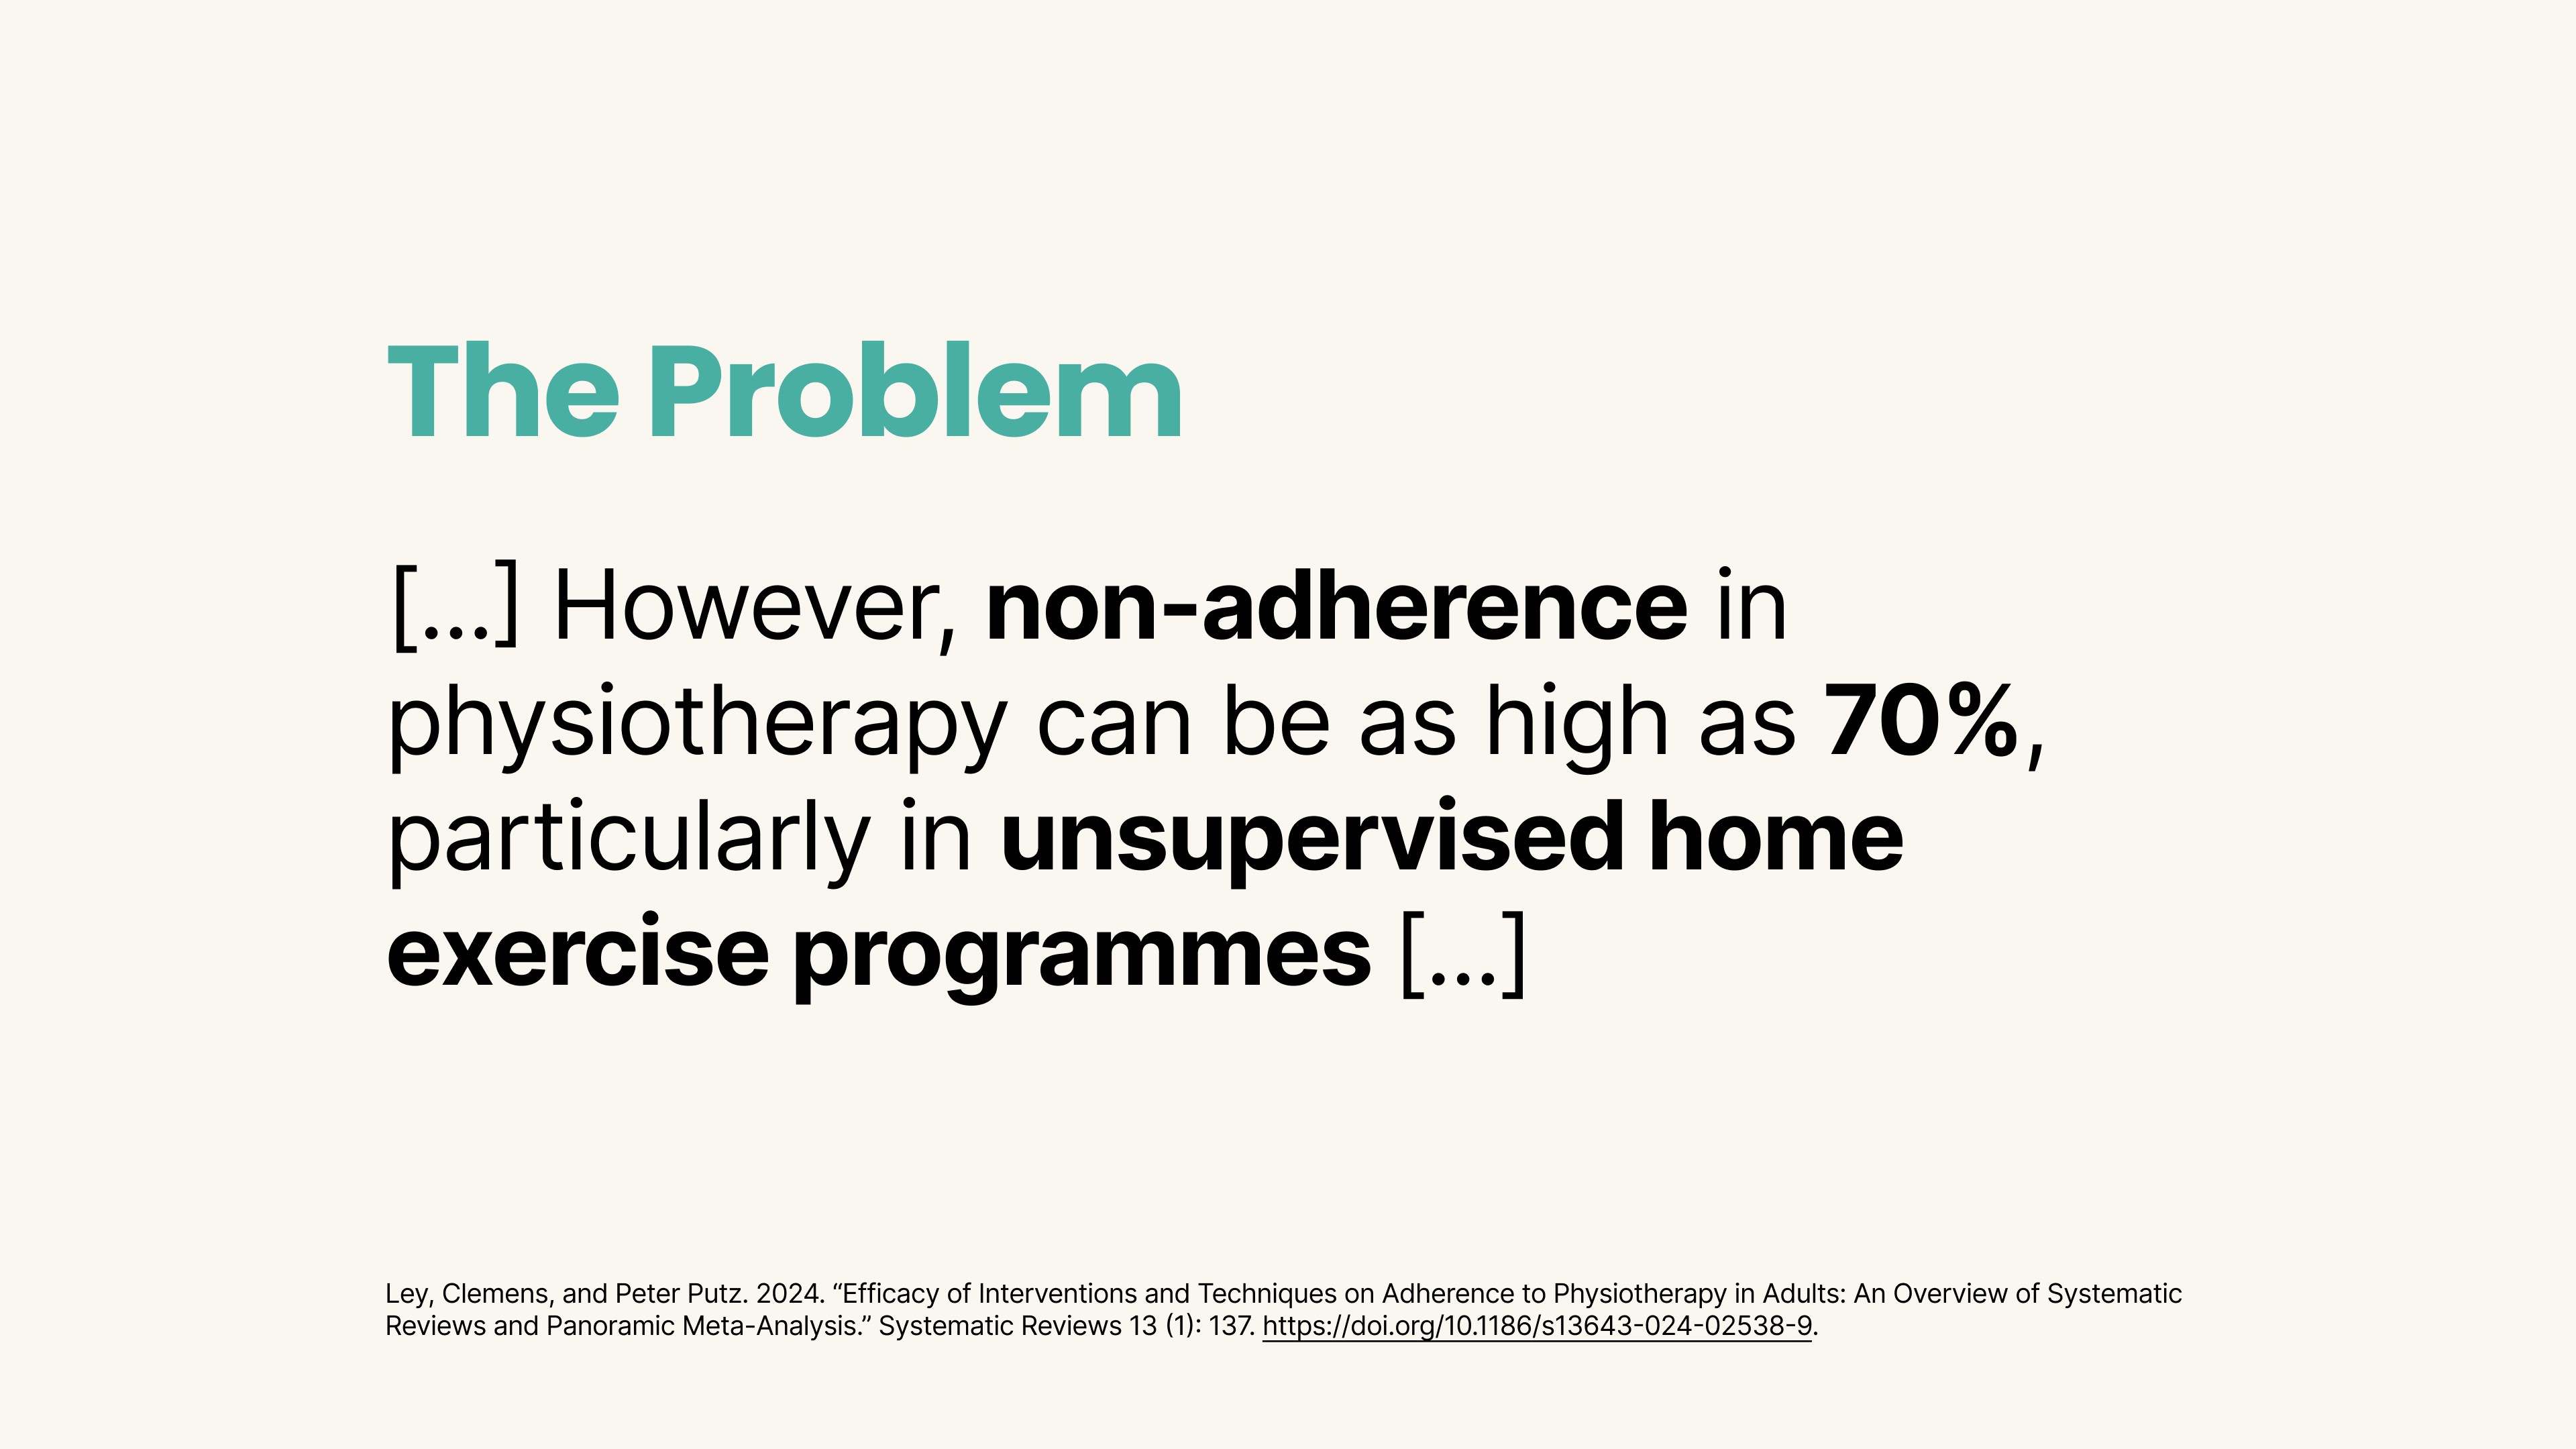 The Problem
[...] However, non-adherence in
physiotherapy can be as high as 70%,
particularly in unsupervised home
exercise programmes [...]
Ley, Clemens, and Peter Putz. 2024. “Efficacy of Interventions and Techniques on Adherence to Physiotherapy in Adults: An Overview of Systematic
Reviews and Panoramic Meta-Analysis.” Systematic Reviews 13 (1): 137. https://doi.org/10.1186/s13643-024-02538-9.